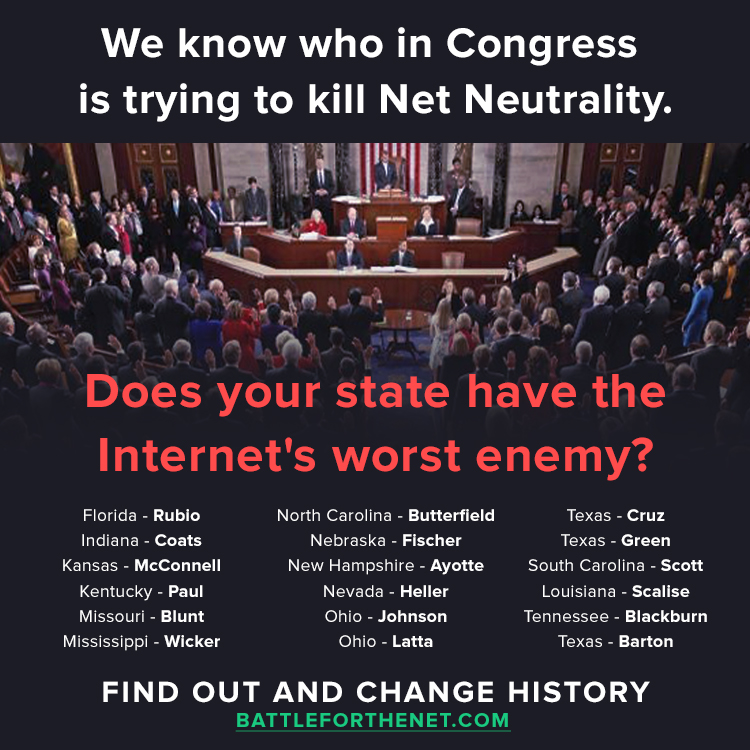 We know who in Congress
is trying to kill Net Neutrality.
Does your state have the
Internet's worst enemy?
Florida - Rubio
Indiana - Coats
Kansas - McConnell
Kentucky - Paul
Missouri - Blunt
Mississippi - Wicker
North Carolina - Butterfield
Nebraska - Fischer
New Hampshire - Ayotte
Nevada - Heller
Ohio - Johnson
Ohio - Latta
Texas - Cruz
Texas - Green
South Carolina - Scott
Louisiana - Scalise
Tennessee - Blackburn
Texas - Barton
FIND OUT AND CHANGE HISTORY
BATTLEFORTHENET.COM